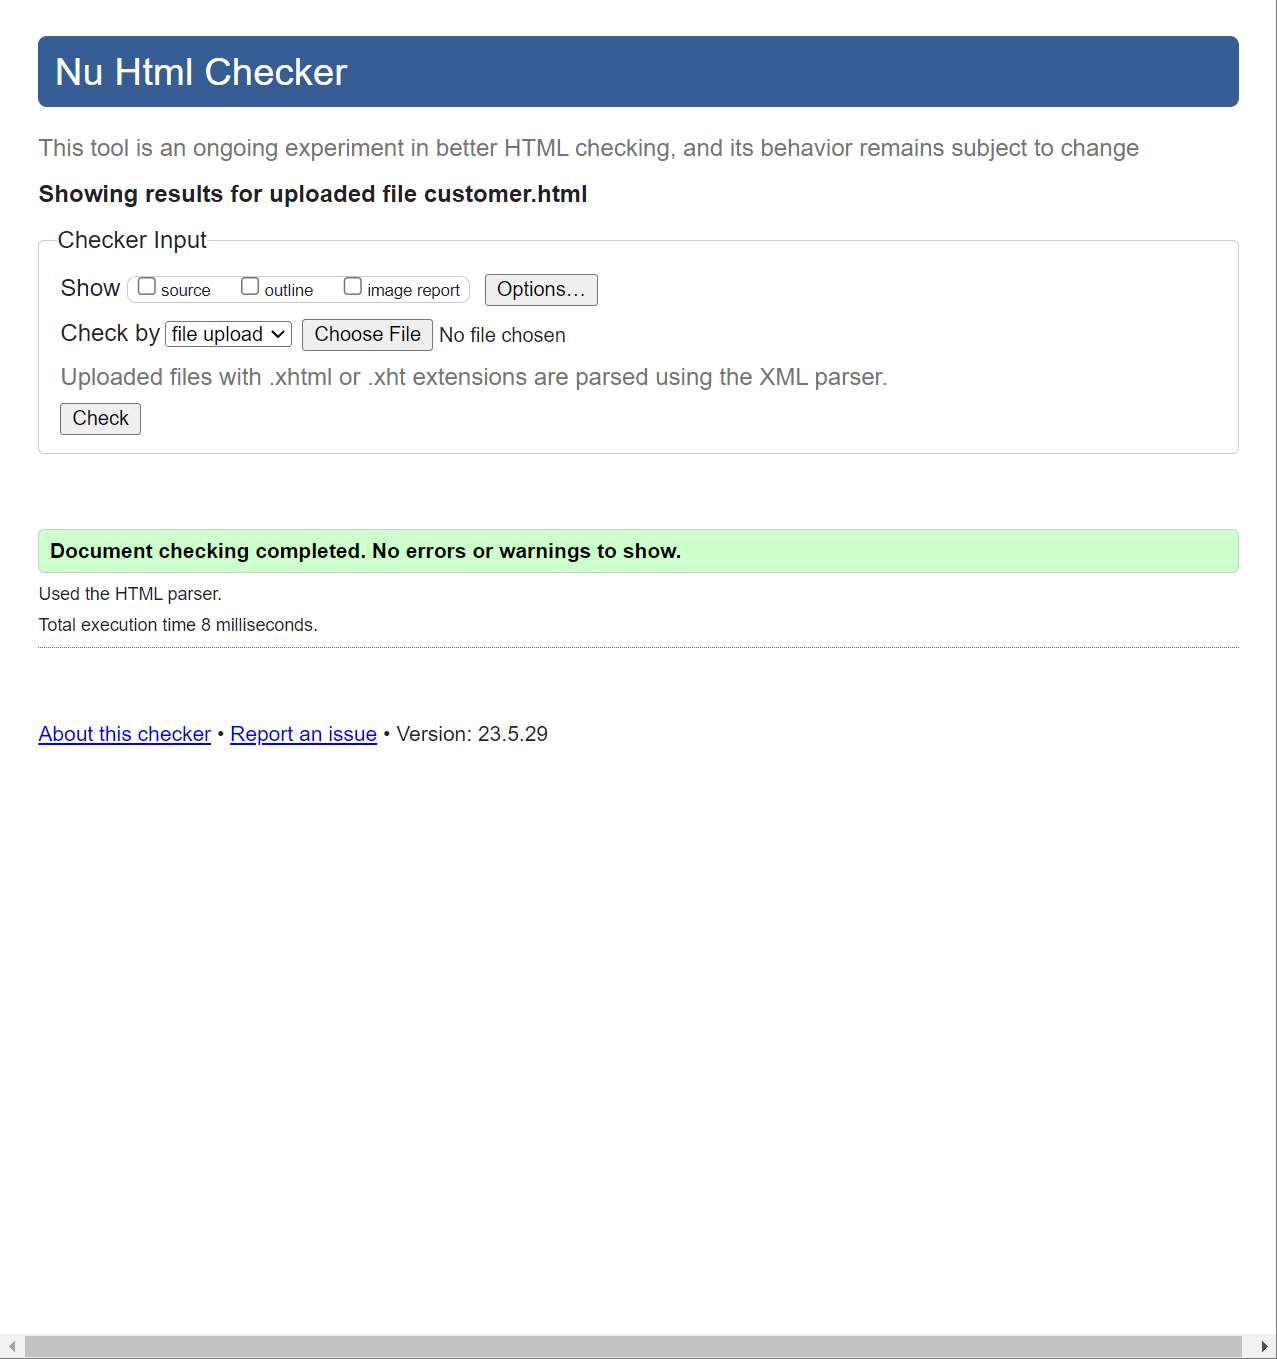 Nu Html Checker
This tool is an ongoing experiment in better HTML checking, and its behavior remains subject to change
Showing results for uploaded file customer.html
Checker Input
Show source outline image report Options...
Check by file upload Choose File No file chosen
Uploaded files with .xhtml or .xht extensions are parsed using the XML parser.
Check
Document checking completed. No errors or warnings to show.
Used the HTML parser.
Total execution time 8 milliseconds.
About this checker • Report an issue • Version: 23.5.29